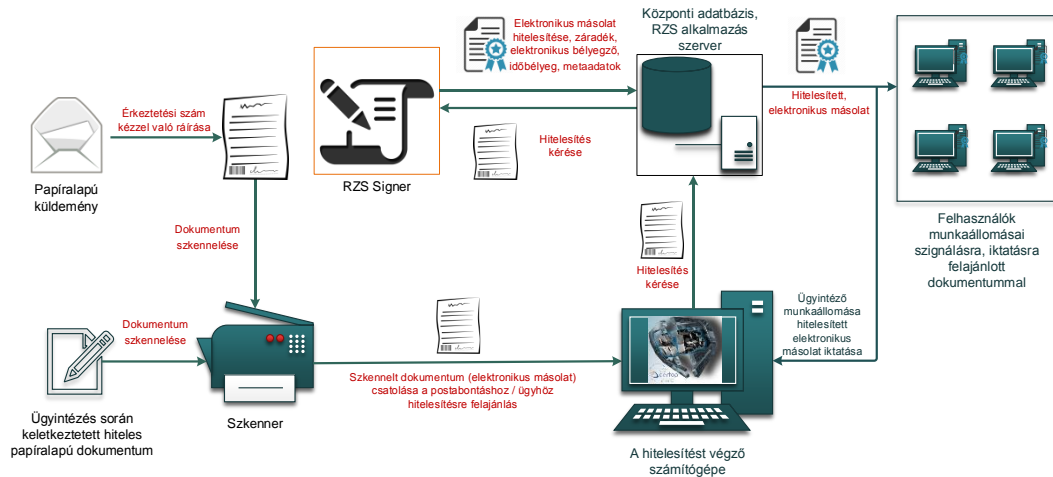 Elektronikus másolat
hitelesítése, záradék,
elektronikus bélyegző,
időbélyeg, metaadatok
Központi adatbázis,
RZS alkalmazás
szerver
Érkeztetési szám
kézzel való ráírása
Papíralapú
küldemény
RZS Signer
Hitelesítés
kérése
Hitelesített,
elektronikus másolat
Felhasználók
munkaállomásai
szignálásra, iktatásra
felajánlott
dokumentummal
Dokumentum
szkennelése
Hitelesítés
kérése
Ügyintéző
munkaállomása
hitelesített
elektronikus
másolat iktatása
Dokumentum
szkennelése
Szkennelt dokumentum (elektronikus másolat)
csatolása a postabontáshoz / ügyhöz
hitelesítésre felajánlás
Ügyintézés során
keletkeztetett hiteles
papíralapú dokumentum
Szkenner
A hitelesítést végző
számítógépe